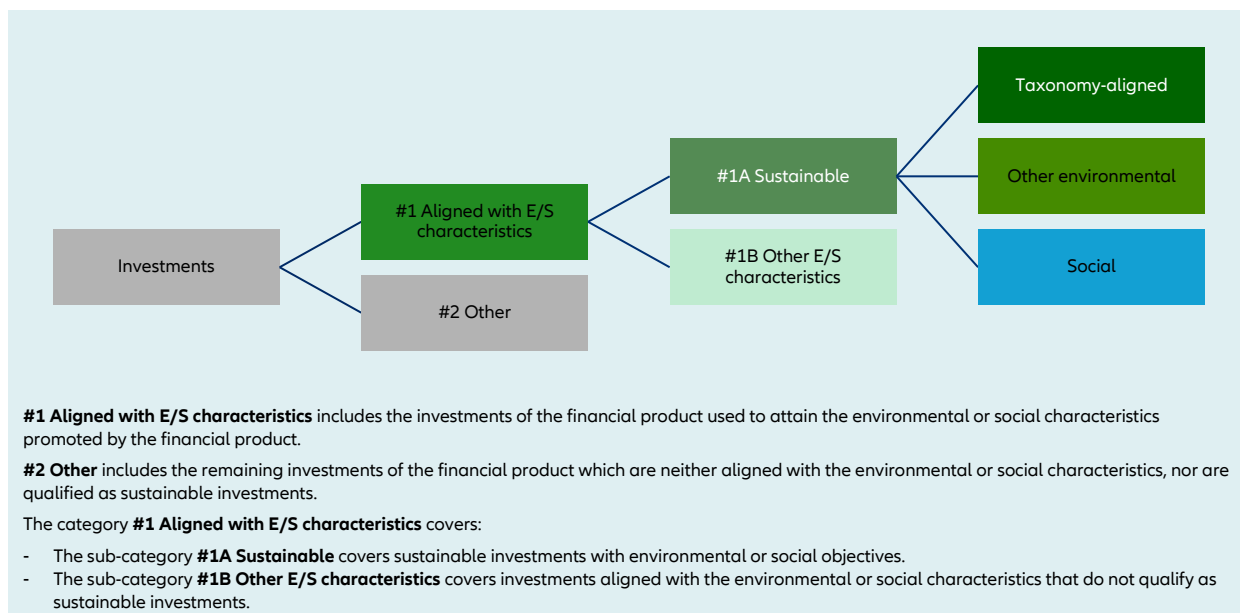 Taxonomy-aligned
#1A Sustainable
Other environmental
#1 Aligned with E/S
characteristics
#1B Other E/S
characteristics
Investments
Social
#2 Other
#1 Aligned with E/S characteristics includes the investments of the financial product used to attain the environmental or social characteristics
promoted by the financial product.
#2 Other includes the remaining investments of the financial product which are neither aligned with the environmental or social characteristics, nor are
qualified as sustainable investments.
The category #1 Aligned with E/S characteristics covers:
- The sub-category #1A Sustainable covers sustainable investments with environmental or social objectives.
- The sub-category #1B Other E/S characteristics covers investments aligned with the environmental or social characteristics that do not qualify as
sustainable investments.